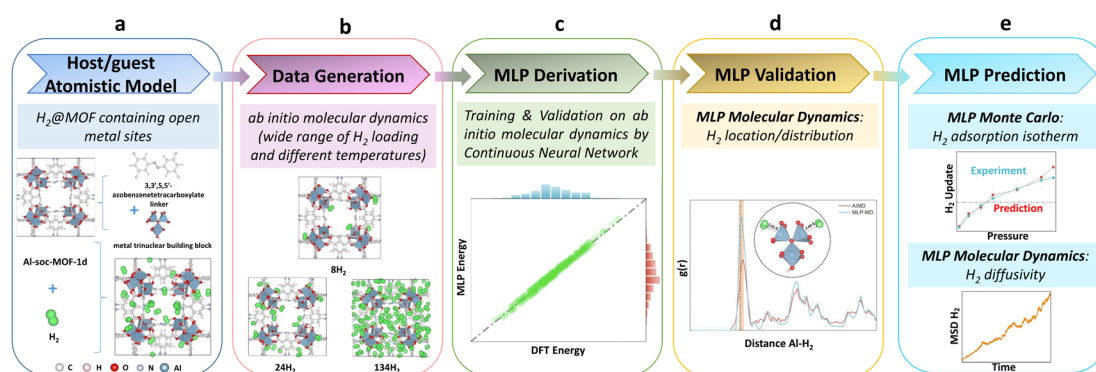 a
Host/guest
Atomistic Model
H₂@MOF containing open
metal sites
3,3',5,5'-
azobenzenetetracarboxylate
linker
+
metal trinuclear building block
Al-soc-MOF-1d
+
H₂
C H O N Al
b
Data Generation
ab initio molecular dynamics
(wide range of H₂ loading
and different temperatures)
8H₂
24H₂
134H₂
c
MLP Derivation
Training & Validation on ab
initio molecular dynamics by
Continuous Neural Network
MLP Energy
DFT Energy
d
MLP Validation
MLP Molecular Dynamics:
H₂ location/distribution
AIMD
MLP-MD
g(r)
Distance Al-H₂
e
MLP Prediction
MLP Monte Carlo:
H₂ adsorption isotherm
Experiment
Prediction
H₂ Update
Pressure
MLP Molecular Dynamics:
H₂ diffusivity
MSD H₂
Time